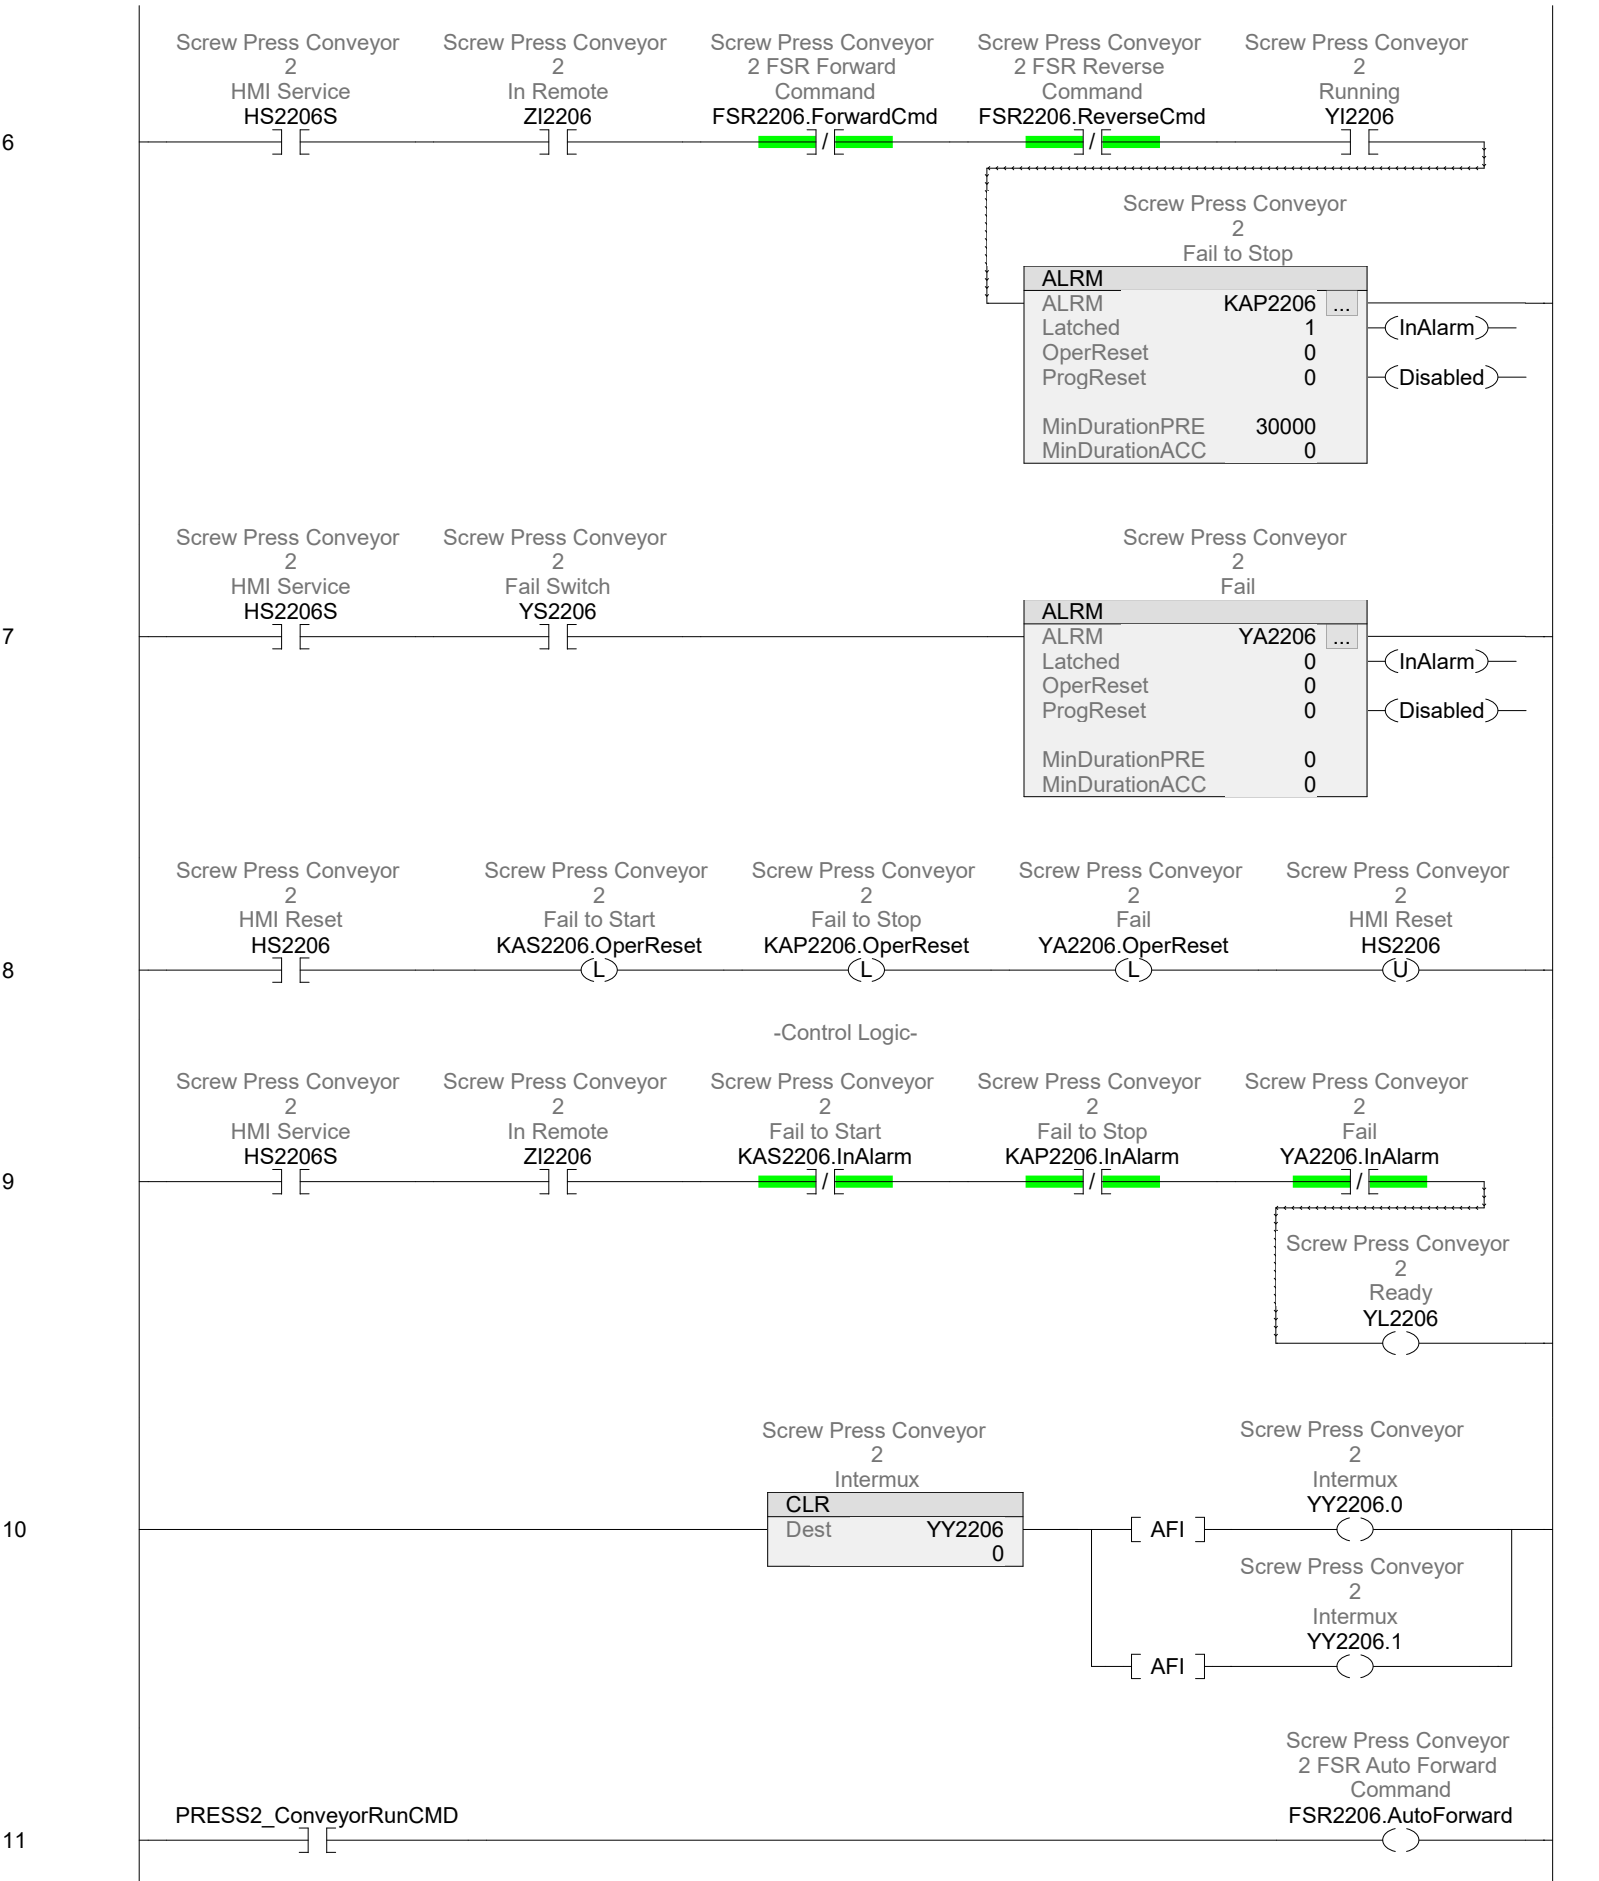 Screw Press Conveyor
2
HMI Service
HS2206S
Screw Press Conveyor
2
In Remote
ZI2206
Screw Press Conveyor
2 FSR Forward
Command
FSR2206.ForwardCmd
/
Screw Press Conveyor
2 FSR Reverse
Command
FSR2206.ReverseCmd
/
Screw Press Conveyor
2
Running
YI2206
6
Screw Press Conveyor
2
Fail to Stop
ALRM
ALRM KAP2206 ...
Latched 1
(InAlarm)
OperReset 0
ProgReset 0
(Disabled)
MinDurationPRE 30000
MinDurationACC 0
Screw Press Conveyor
2
HMI Service
HS2206S
Screw Press Conveyor
2
Fail Switch
YS2206
7
Screw Press Conveyor
2
Fail
ALRM
ALRM YA2206 ...
Latched 0
(InAlarm)
OperReset 0
ProgReset 0
(Disabled)
MinDurationPRE 0
MinDurationACC 0
Screw Press Conveyor
2
HMI Reset
HS2206
Screw Press Conveyor
2
Fail to Start
KAS2206.OperReset
L
Screw Press Conveyor
2
Fail to Stop
KAP2206.OperReset
L
Screw Press Conveyor
2
Fail
YA2206.OperReset
L
Screw Press Conveyor
2
HMI Reset
HS2206
U
8
-Control Logic-
Screw Press Conveyor
2
HMI Service
HS2206S
Screw Press Conveyor
2
In Remote
ZI2206
Screw Press Conveyor
2
Fail to Start
KAS2206.InAlarm
/
Screw Press Conveyor
2
Fail to Stop
KAP2206.InAlarm
/
Screw Press Conveyor
2
Fail
YA2206.InAlarm
/
9
Screw Press Conveyor
2
Ready
YL2206
Screw Press Conveyor
2
Intermux
CLR
Dest YY2206
0
10
AFI
Screw Press Conveyor
2
Intermux
YY2206.0
AFI
Screw Press Conveyor
2
Intermux
YY2206.1
PRESS2_ConveyorRunCMD
11
Screw Press Conveyor
2 FSR Auto Forward
Command
FSR2206.AutoForward